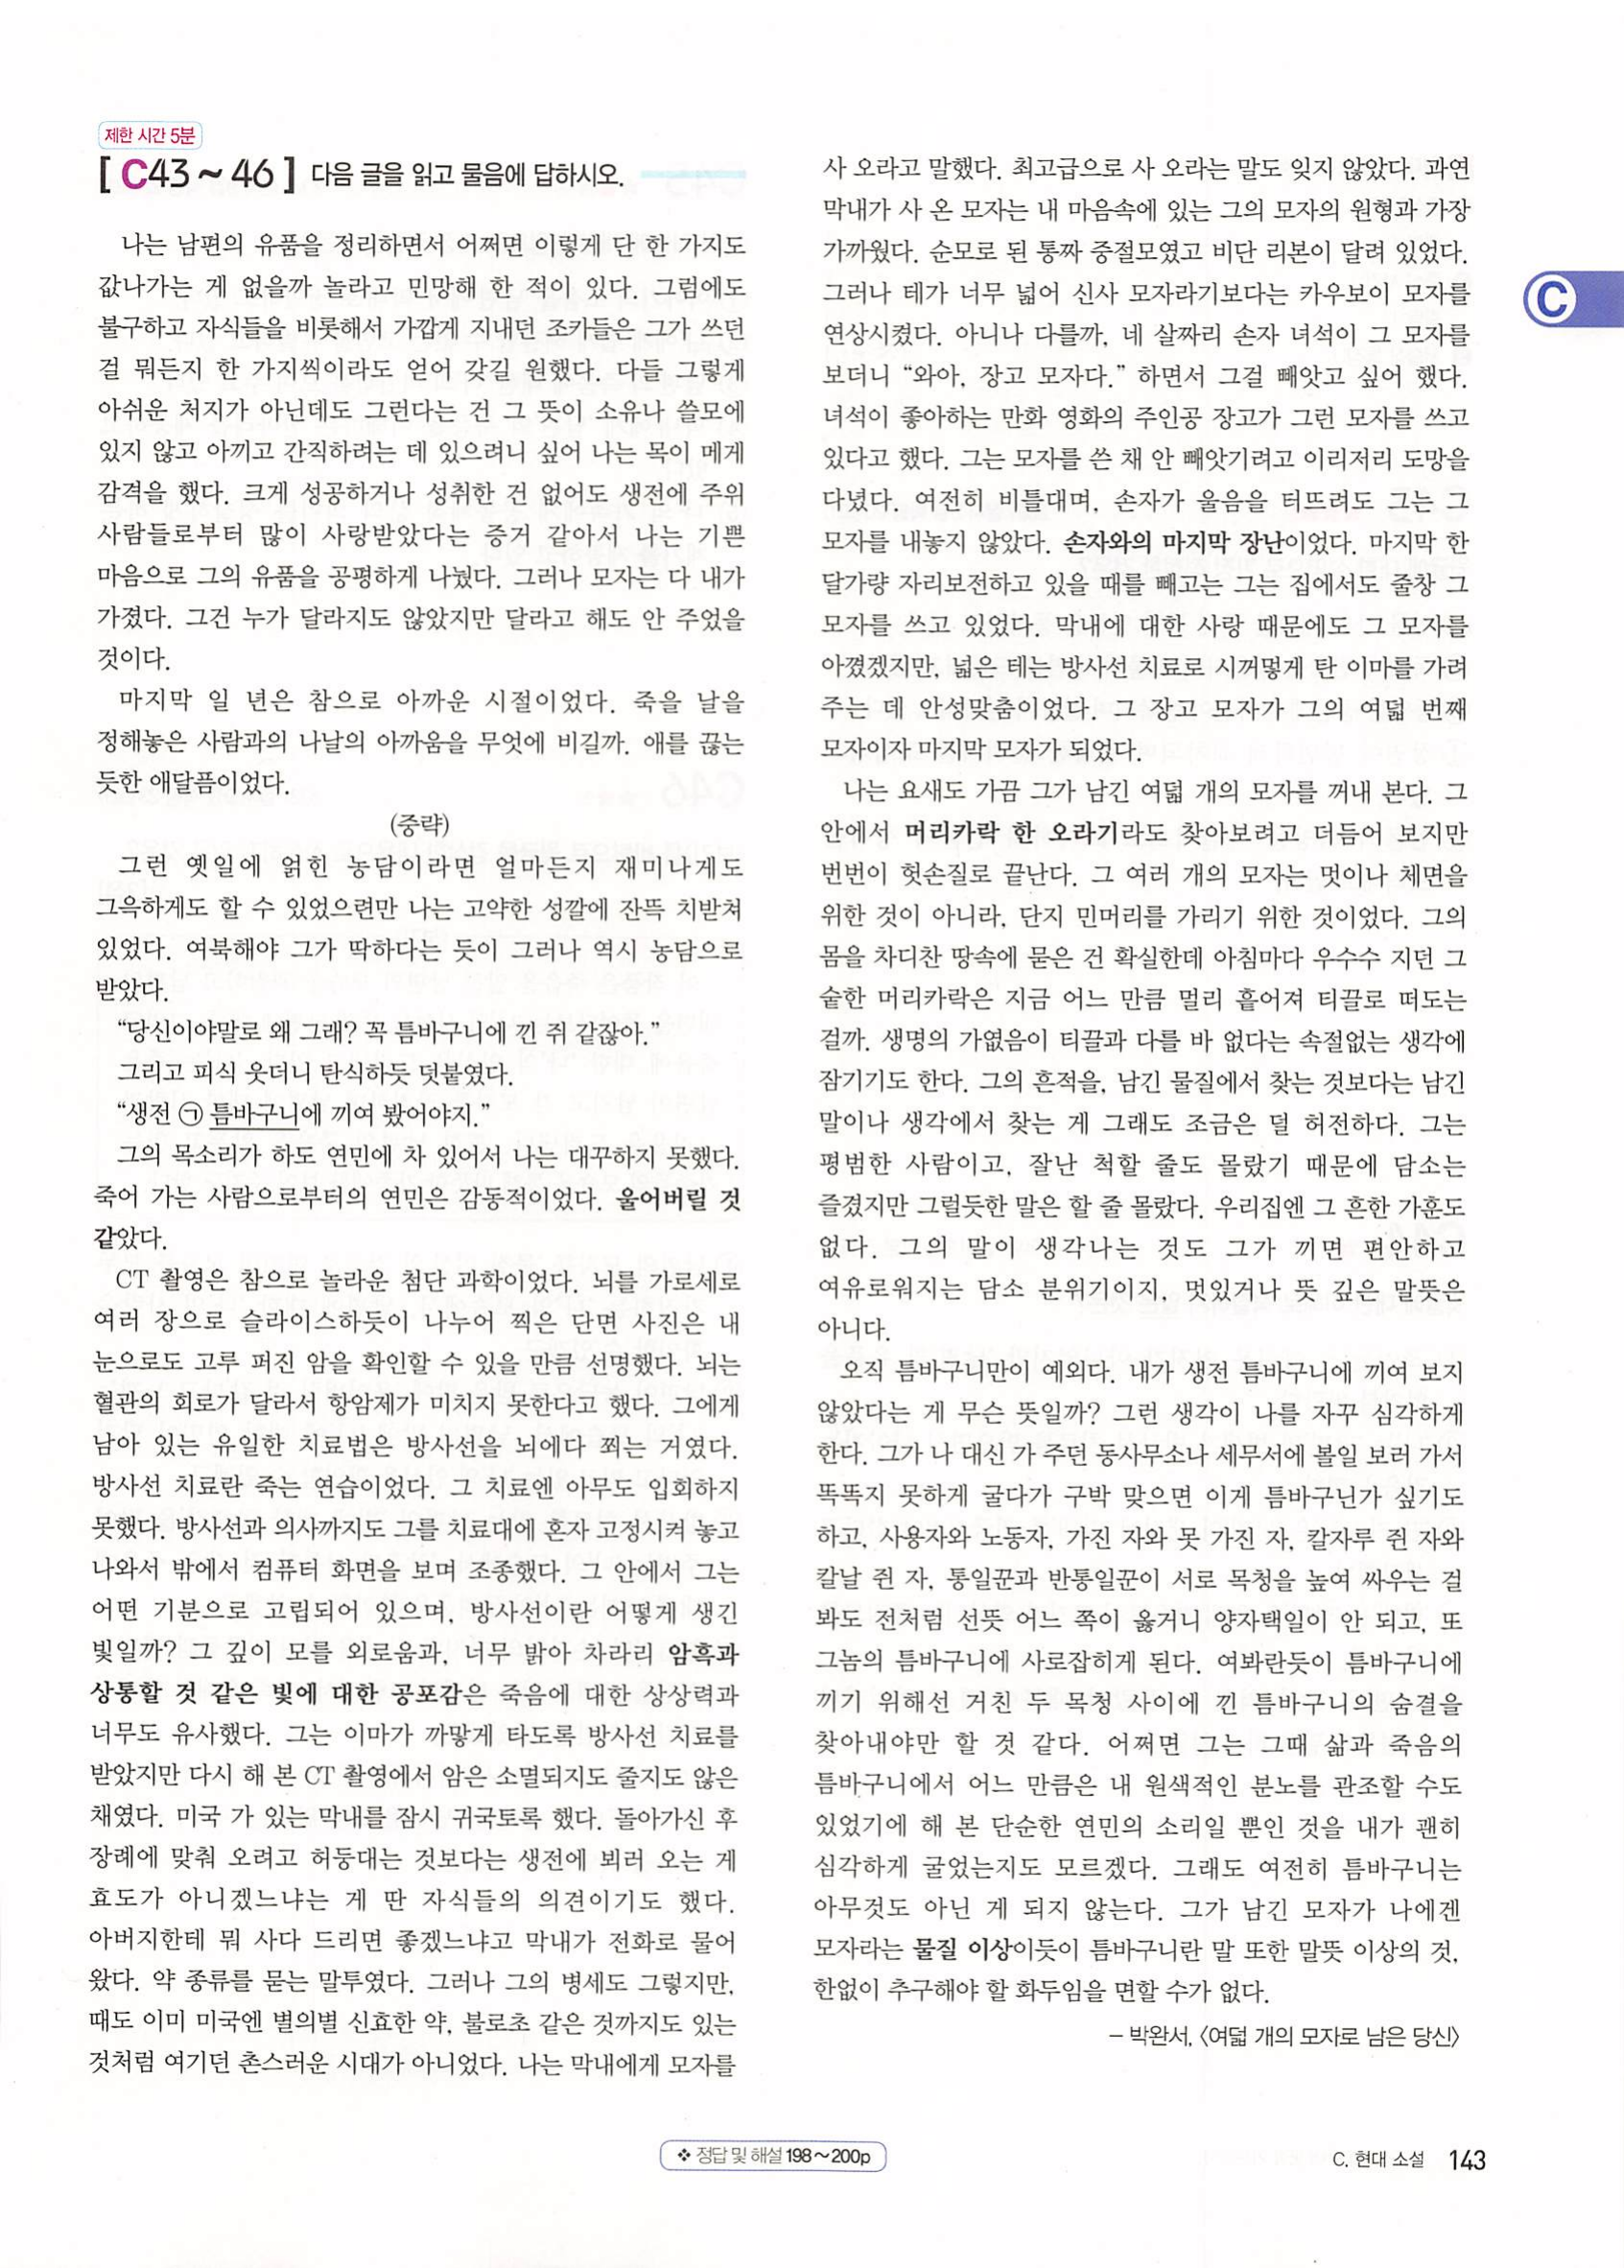 제한 시간 5분
[ C43 ~ 46 ] 다음 글을 읽고 물음에 답하시오.
나는 남편의 유품을 정리하면서 어쩌면 이렇게 단 한 가지도
값나가는 게 없을까 놀라고 민망해 한 적이 있다. 그럼에도
불구하고 자식들을 비롯해서 가깝게 지내던 조카들은 그가 쓰던
걸 뭐든지 한 가지씩이라도 얻어 갖길 원했다. 다들 그렇게
아쉬운 처지가 아닌데도 그런다는 건 그 뜻이 소유나 쓸모에
있지 않고 아끼고 간직하려는 데 있으려니 싶어 나는 목이 메게
감격을 했다. 크게 성공하거나 성취한 건 없어도 생전에 주위
사람들로부터 많이 사랑받았다는 증거 같아서 나는 기쁜
마음으로 그의 유품을 공평하게 나눴다. 그러나 모자는 다 내가
가졌다. 그건 누가 달라지도 않았지만 달라고 해도 안 주었을
것이다.
마지막 일 년은 참으로 아까운 시절이었다. 죽을 날을
정해놓은 사람과의 나날의 아까움을 무엇에 비길까. 애를 끊는
듯한 애달픔이었다.
(중략)
그런 옛일에 얽힌 농담이라면 얼마든지 재미나게도
그윽하게도 할 수 있었으련만 나는 고약한 성깔에 잔뜩 치받쳐
있었다. 여북해야 그가 딱하다는 듯이 그러나 역시 농담으로
받았다.
“당신이야말로 왜 그래? 꼭 틈바구니에 낀 쥐 같잖아.”
그리고 피식 웃더니 탄식하듯 덧붙였다.
“생전 ㉠ 틈바구니에 끼여 봤어야지.”
그의 목소리가 하도 연민에 차 있어서 나는 대꾸하지 못했다.
죽어 가는 사람으로부터의 연민은 감동적이었다. 울어버릴 것
같았다.
CT 촬영은 참으로 놀라운 첨단 과학이었다. 뇌를 가로세로
여러 장으로 슬라이스하듯이 나누어 찍은 단면 사진은 내
눈으로도 고루 퍼진 암을 확인할 수 있을 만큼 선명했다. 뇌는
혈관의 회로가 달라서 항암제가 미치지 못한다고 했다. 그에게
남아 있는 유일한 치료법은 방사선을 뇌에다 쬐는 거였다.
방사선 치료란 죽는 연습이었다. 그 치료엔 아무도 입회하지
못했다. 방사선과 의사까지도 그를 치료대에 혼자 고정시켜 놓고
나와서 밖에서 컴퓨터 화면을 보며 조종했다. 그 안에서 그는
어떤 기분으로 고립되어 있으며, 방사선이란 어떻게 생긴
빛일까? 그 깊이 모를 외로움과, 너무 밝아 차라리 암흑과
상통할 것 같은 빛에 대한 공포감은 죽음에 대한 상상력과
너무도 유사했다. 그는 이마가 까맣게 타도록 방사선 치료를
받았지만 다시 해 본 CT 촬영에서 암은 소멸되지도 줄지도 않은
채였다. 미국 가 있는 막내를 잠시 귀국토록 했다. 돌아가신 후
장례에 맞춰 오려고 허둥대는 것보다는 생전에 뵈러 오는 게
효도가 아니겠느냐는 게 딴 자식들의 의견이기도 했다.
아버지한테 뭐 사다 드리면 좋겠느냐고 막내가 전화로 물어
왔다. 약 종류를 묻는 말투였다. 그러나 그의 병세도 그렇지만,
때도 이미 미국엔 별의별 신효한 약, 불로초 같은 것까지도 있는
것처럼 여기던 촌스러운 시대가 아니었다. 나는 막내에게 모자를
사 오라고 말했다. 최고급으로 사 오라는 말도 잊지 않았다. 과연
막내가 사 온 모자는 내 마음속에 있는 그의 모자의 원형과 가장
가까웠다. 순모로 된 통짜 중절모였고 비단 리본이 달려 있었다.
그러나 테가 너무 넓어 신사 모자라기보다는 카우보이 모자를
연상시켰다. 아니나 다를까, 네 살짜리 손자 녀석이 그 모자를
보더니 “와아, 장고 모자다.” 하면서 그걸 빼앗고 싶어 했다.
녀석이 좋아하는 만화 영화의 주인공 장고가 그런 모자를 쓰고
있다고 했다. 그는 모자를 쓴 채 안 빼앗기려고 이리저리 도망을
다녔다. 여전히 비틀대며, 손자가 울음을 터뜨려도 그는 그
모자를 내놓지 않았다. 손자와의 마지막 장난이었다. 마지막 한
달가량 자리보전하고 있을 때를 빼고는 그는 집에서도 줄창 그
모자를 쓰고 있었다. 막내에 대한 사랑 때문에도 그 모자를
아꼈겠지만, 넓은 테는 방사선 치료로 시꺼멓게 탄 이마를 가려
주는 데 안성맞춤이었다. 그 장고 모자가 그의 여덟 번째
모자이자 마지막 모자가 되었다.
나는 요새도 가끔 그가 남긴 여덟 개의 모자를 꺼내 본다. 그
안에서 머리카락 한 오라기라도 찾아보려고 더듬어 보지만
번번이 헛손질로 끝난다. 그 여러 개의 모자는 멋이나 체면을
위한 것이 아니라, 단지 민머리를 가리기 위한 것이었다. 그의
몸을 차디찬 땅속에 묻은 건 확실한데 아침마다 우수수 지던 그
숱한 머리카락은 지금 어느 만큼 멀리 흩어져 티끌로 떠도는
걸까. 생명의 가엾음이 티끌과 다를 바 없다는 속절없는 생각에
잠기기도 한다. 그의 흔적을, 남긴 물질에서 찾는 것보다는 남긴
말이나 생각에서 찾는 게 그래도 조금은 덜 허전하다. 그는
평범한 사람이고, 잘난 척할 줄도 몰랐기 때문에 담소는
즐겼지만 그럴듯한 말은 할 줄 몰랐다. 우리집엔 그 흔한 가훈도
없다. 그의 말이 생각나는 것도 그가 끼면 편안하고
여유로워지는 담소 분위기이지, 멋있거나 뜻 깊은 말뜻은
아니다.
오직 틈바구니만이 예외다. 내가 생전 틈바구니에 끼여 보지
않았다는 게 무슨 뜻일까? 그런 생각이 나를 자꾸 심각하게
한다. 그가 나 대신 가 주던 동사무소나 세무서에 볼일 보러 가서
똑똑지 못하게 굴다가 구박 맞으면 이게 틈바구닌가 싶기도
하고, 사용자와 노동자, 가진 자와 못 가진 자, 칼자루 쥔 자와
칼날 쥔 자, 통일꾼과 반통일꾼이 서로 목청을 높여 싸우는 걸
봐도 전처럼 선뜻 어느 쪽이 옳거니 양자택일이 안 되고, 또
그놈의 틈바구니에 사로잡히게 된다. 여봐란듯이 틈바구니에
끼기 위해선 거친 두 목청 사이에 낀 틈바구니의 숨결을
찾아내야만 할 것 같다. 어쩌면 그는 그때 삶과 죽음의
틈바구니에서 어느 만큼은 내 원색적인 분노를 관조할 수도
있었기에 해 본 단순한 연민의 소리일 뿐인 것을 내가 괜히
심각하게 굴었는지도 모르겠다. 그래도 여전히 틈바구니는
아무것도 아닌 게 되지 않는다. 그가 남긴 모자가 나에겐
모자라는 물질 이상이듯이 틈바구니란 말 또한 말뜻 이상의 것,
한없이 추구해야 할 화두임을 면할 수가 없다.
– 박완서, 〈여덟 개의 모자로 남은 당신〉
C
❖ 정답 및 해설 198~200p
C. 현대 소설 143